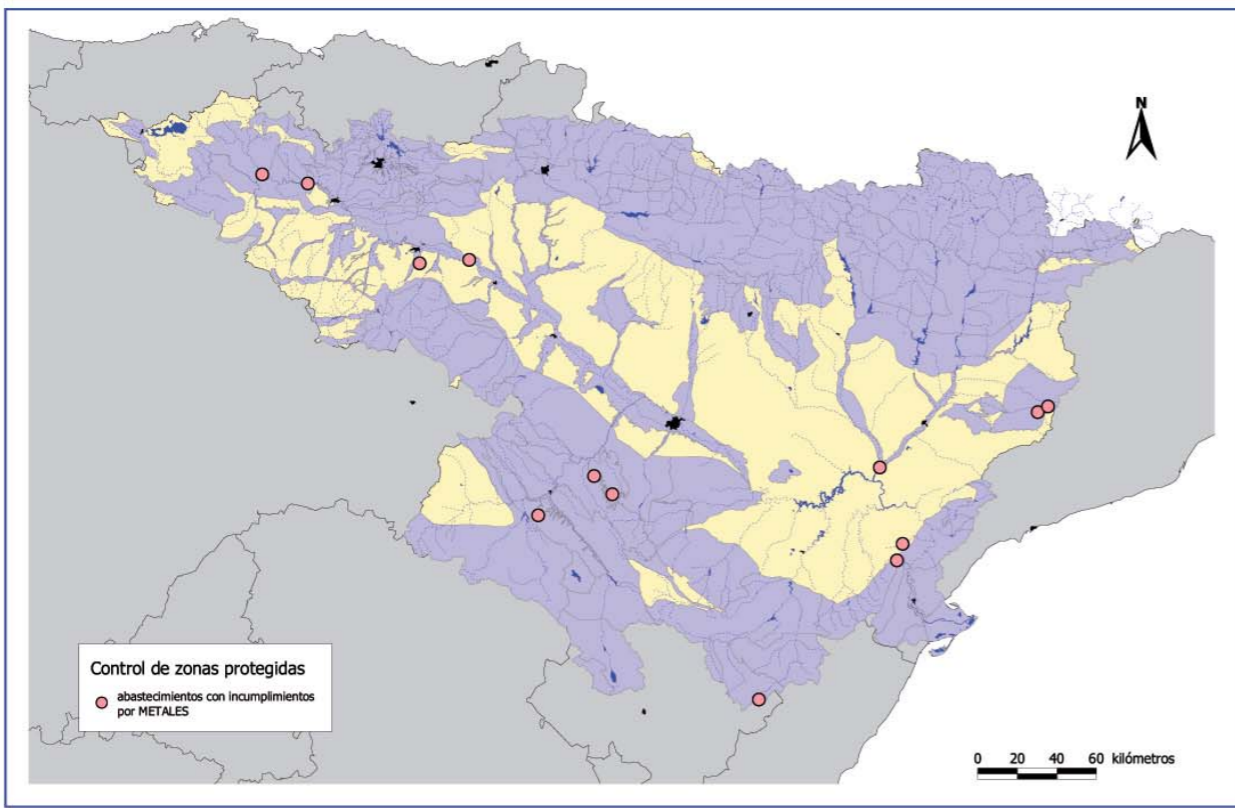 N
Control de zonas protegidas
abastecimientos con incumplimientos
por METALES
0 20 40 60 kilómetros